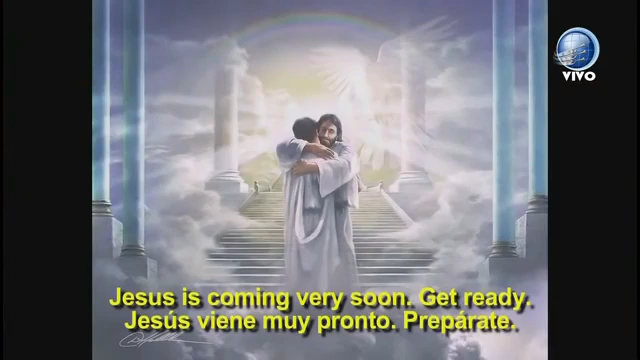 VIVO
Jesus is coming very soon. Get ready.
Jesús viene muy pronto. Prepárate.